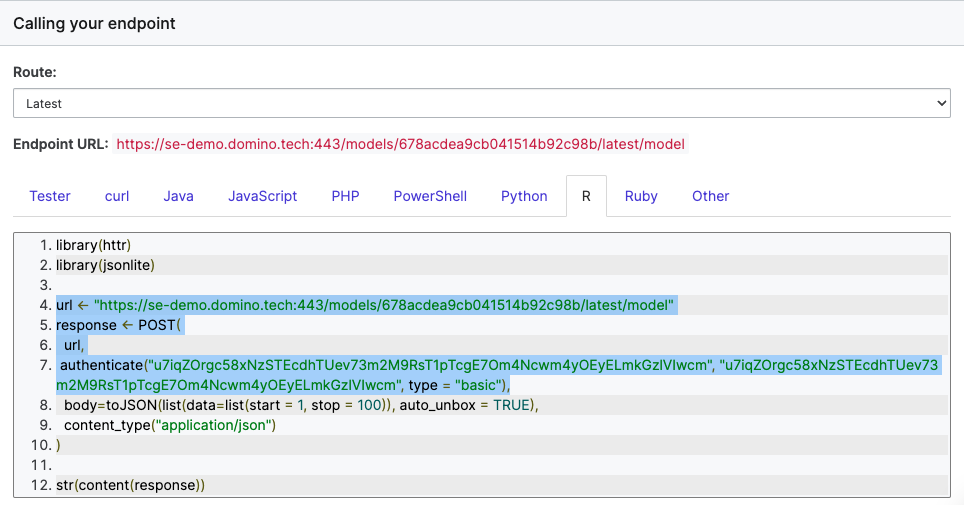 Calling your endpoint
Route:
Latest
Endpoint URL: https://se-demo.domino.tech:443/models/678acdea9cb041514b92c98b/latest/model
Tester curl Java JavaScript PHP PowerShell Python R Ruby Other
1. library(httr)
2. library(jsonlite)
3.
4. url <- "https://se-demo.domino.tech:443/models/678acdea9cb041514b92c98b/latest/model"
5. response <- POST(
6. url,
7. authenticate("u7iqZOrgc58xNzSTEcdhTUev73m2M9RsT1pTcgE7Om4Ncwm4yOEyELmkGzlVIwcm", "u7iqZOrgc58xNzSTEcdhTUev73
m2M9RsT1pTcgE7Om4Ncwm4yOEyELmkGzlVIwcm", type = "basic"),
8. body=toJSON(list(data=list(start = 1, stop = 100)), auto_unbox = TRUE),
9. content_type("application/json")
10. )
11.
12. str(content(response))